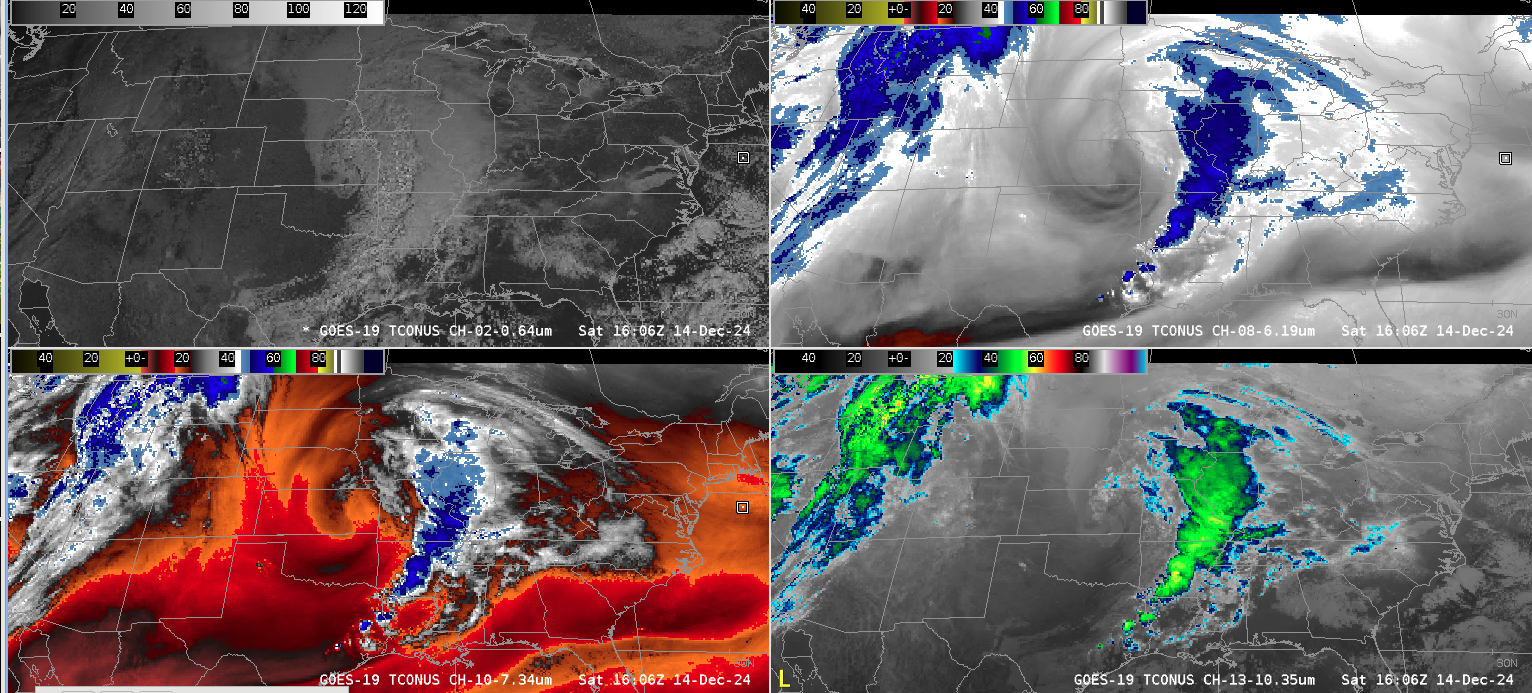 20 40 60 80 100 120
40 20 +0- 20 40 60 80
* GOES-19 TCONUS CH-02-0.64um Sat 16:06Z 14-Dec-24
30N
GOES-19 TCONUS CH-08-6.19um Sat 16:06Z 14-Dec-24
40 20 +0- 20 40 60 80
40 20 +0- 20 40 60 80
30N
GOES-19 TCONUS CH-10-7.34um Sat 16:06Z 14-Dec-24
30N
L
GOES-19 TCONUS CH-13-10.35um Sat 16:06Z 14-Dec-24